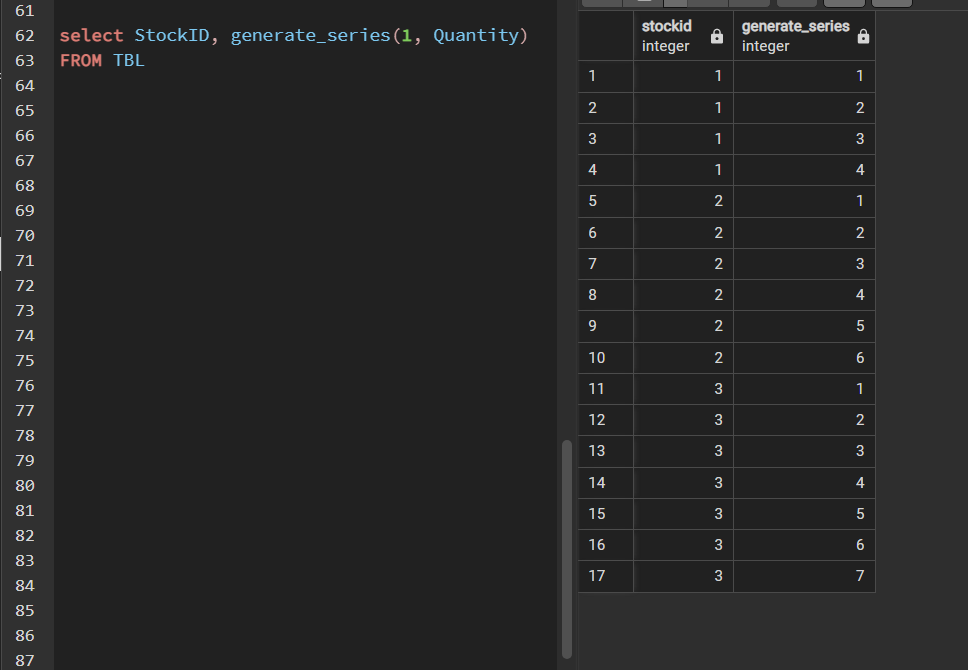 61
62 select StockID, generate_series(1, Quantity)
63 FROM TBL
64
65
66
67
68
69
70
71
72
73
74
75
76
77
78
79
80
81
82
83
84
85
86
87
stockid generate_series
integer integer
1 1 1
2 1 2
3 1 3
4 1 4
5 2 1
6 2 2
7 2 3
8 2 4
9 2 5
10 2 6
11 3 1
12 3 2
13 3 3
14 3 4
15 3 5
16 3 6
17 3 7